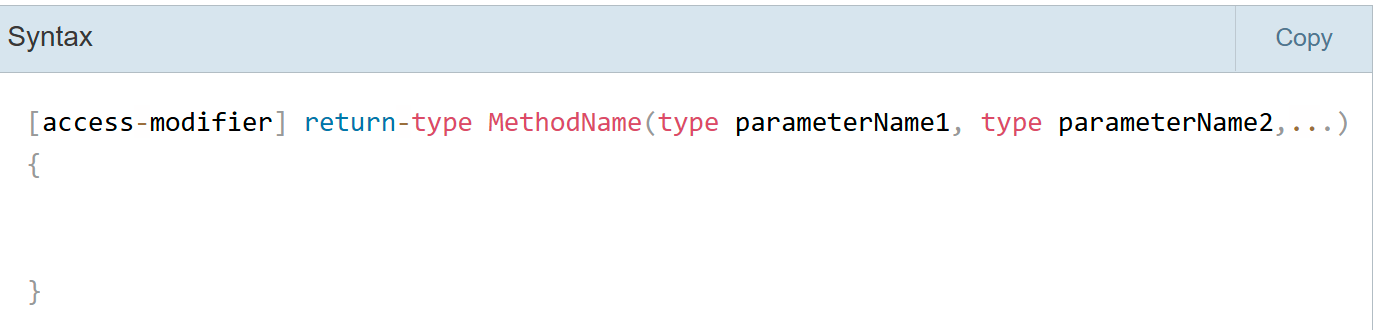 Syntax
Copy
[access-modifier] return-type MethodName(type parameterName1, type parameterName2,...)
{
}